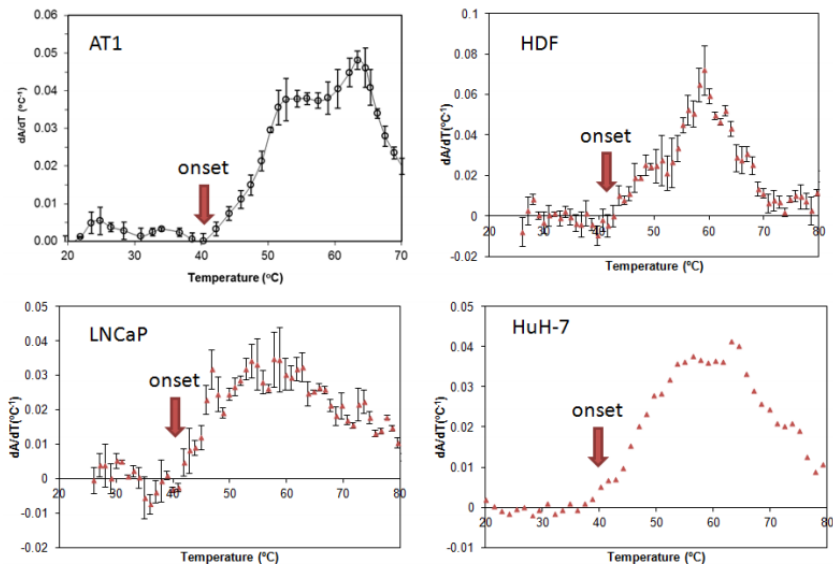 AT1
0.06
0.05
0.04
0.03
0.02
0.01
0.00
dA/dT (°C⁻¹)
onset
20 30 40 50 60 70
Temperature (°C)
HDF
0.1
0.08
0.06
0.04
0.02
0
-0.02
dA/dT(°C⁻¹)
onset
20 30 40 50 60 70 80
Temperature (°C)
LNCaP
0.05
0.04
0.03
0.02
0.01
0
-0.01
-0.02
dA/dT(°C⁻¹)
onset
20 30 40 50 60 70 80
Temperature (°C)
HuH-7
0.05
0.04
0.03
0.02
0.01
0
-0.01
dA/dT(°C⁻¹)
onset
20 30 40 50 60 70 80
Temperature (°C)